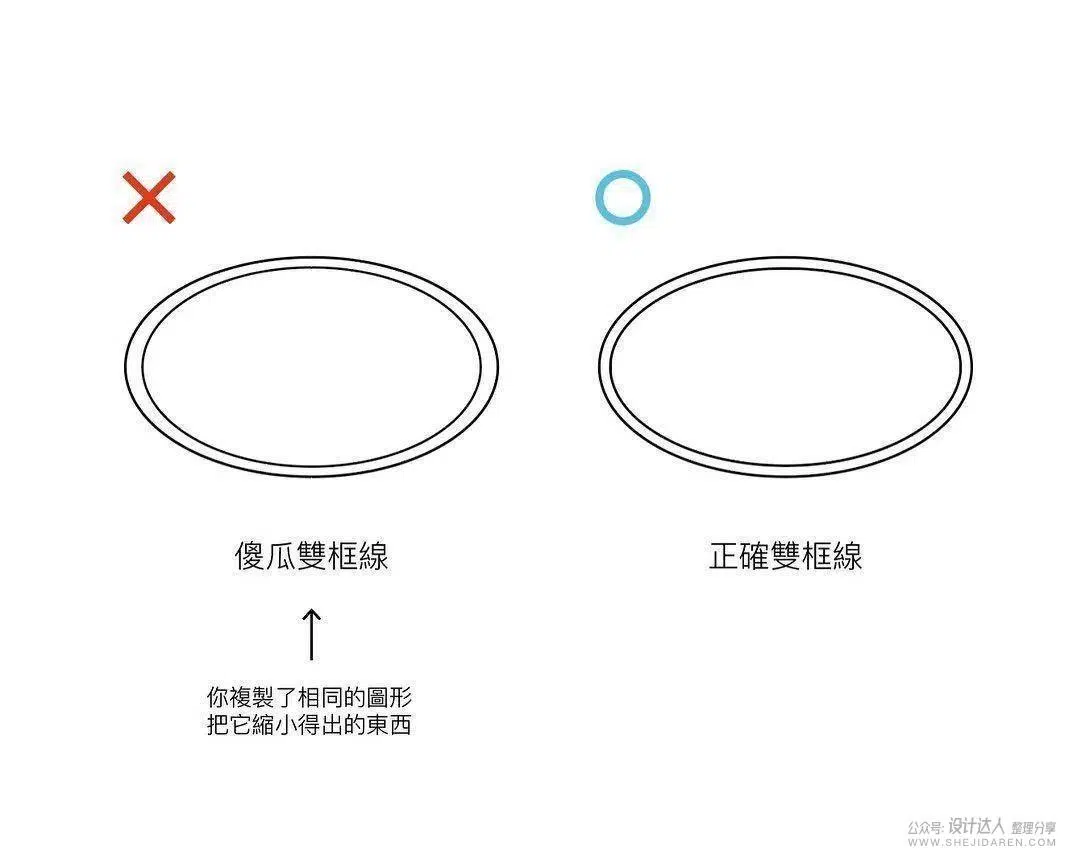 傻瓜雙框線
正確雙框線
你複製了相同的圖形
把它縮小得出的東西
公众号: 设计达人 整理分享
WWW.SHEJIDAREN.COM